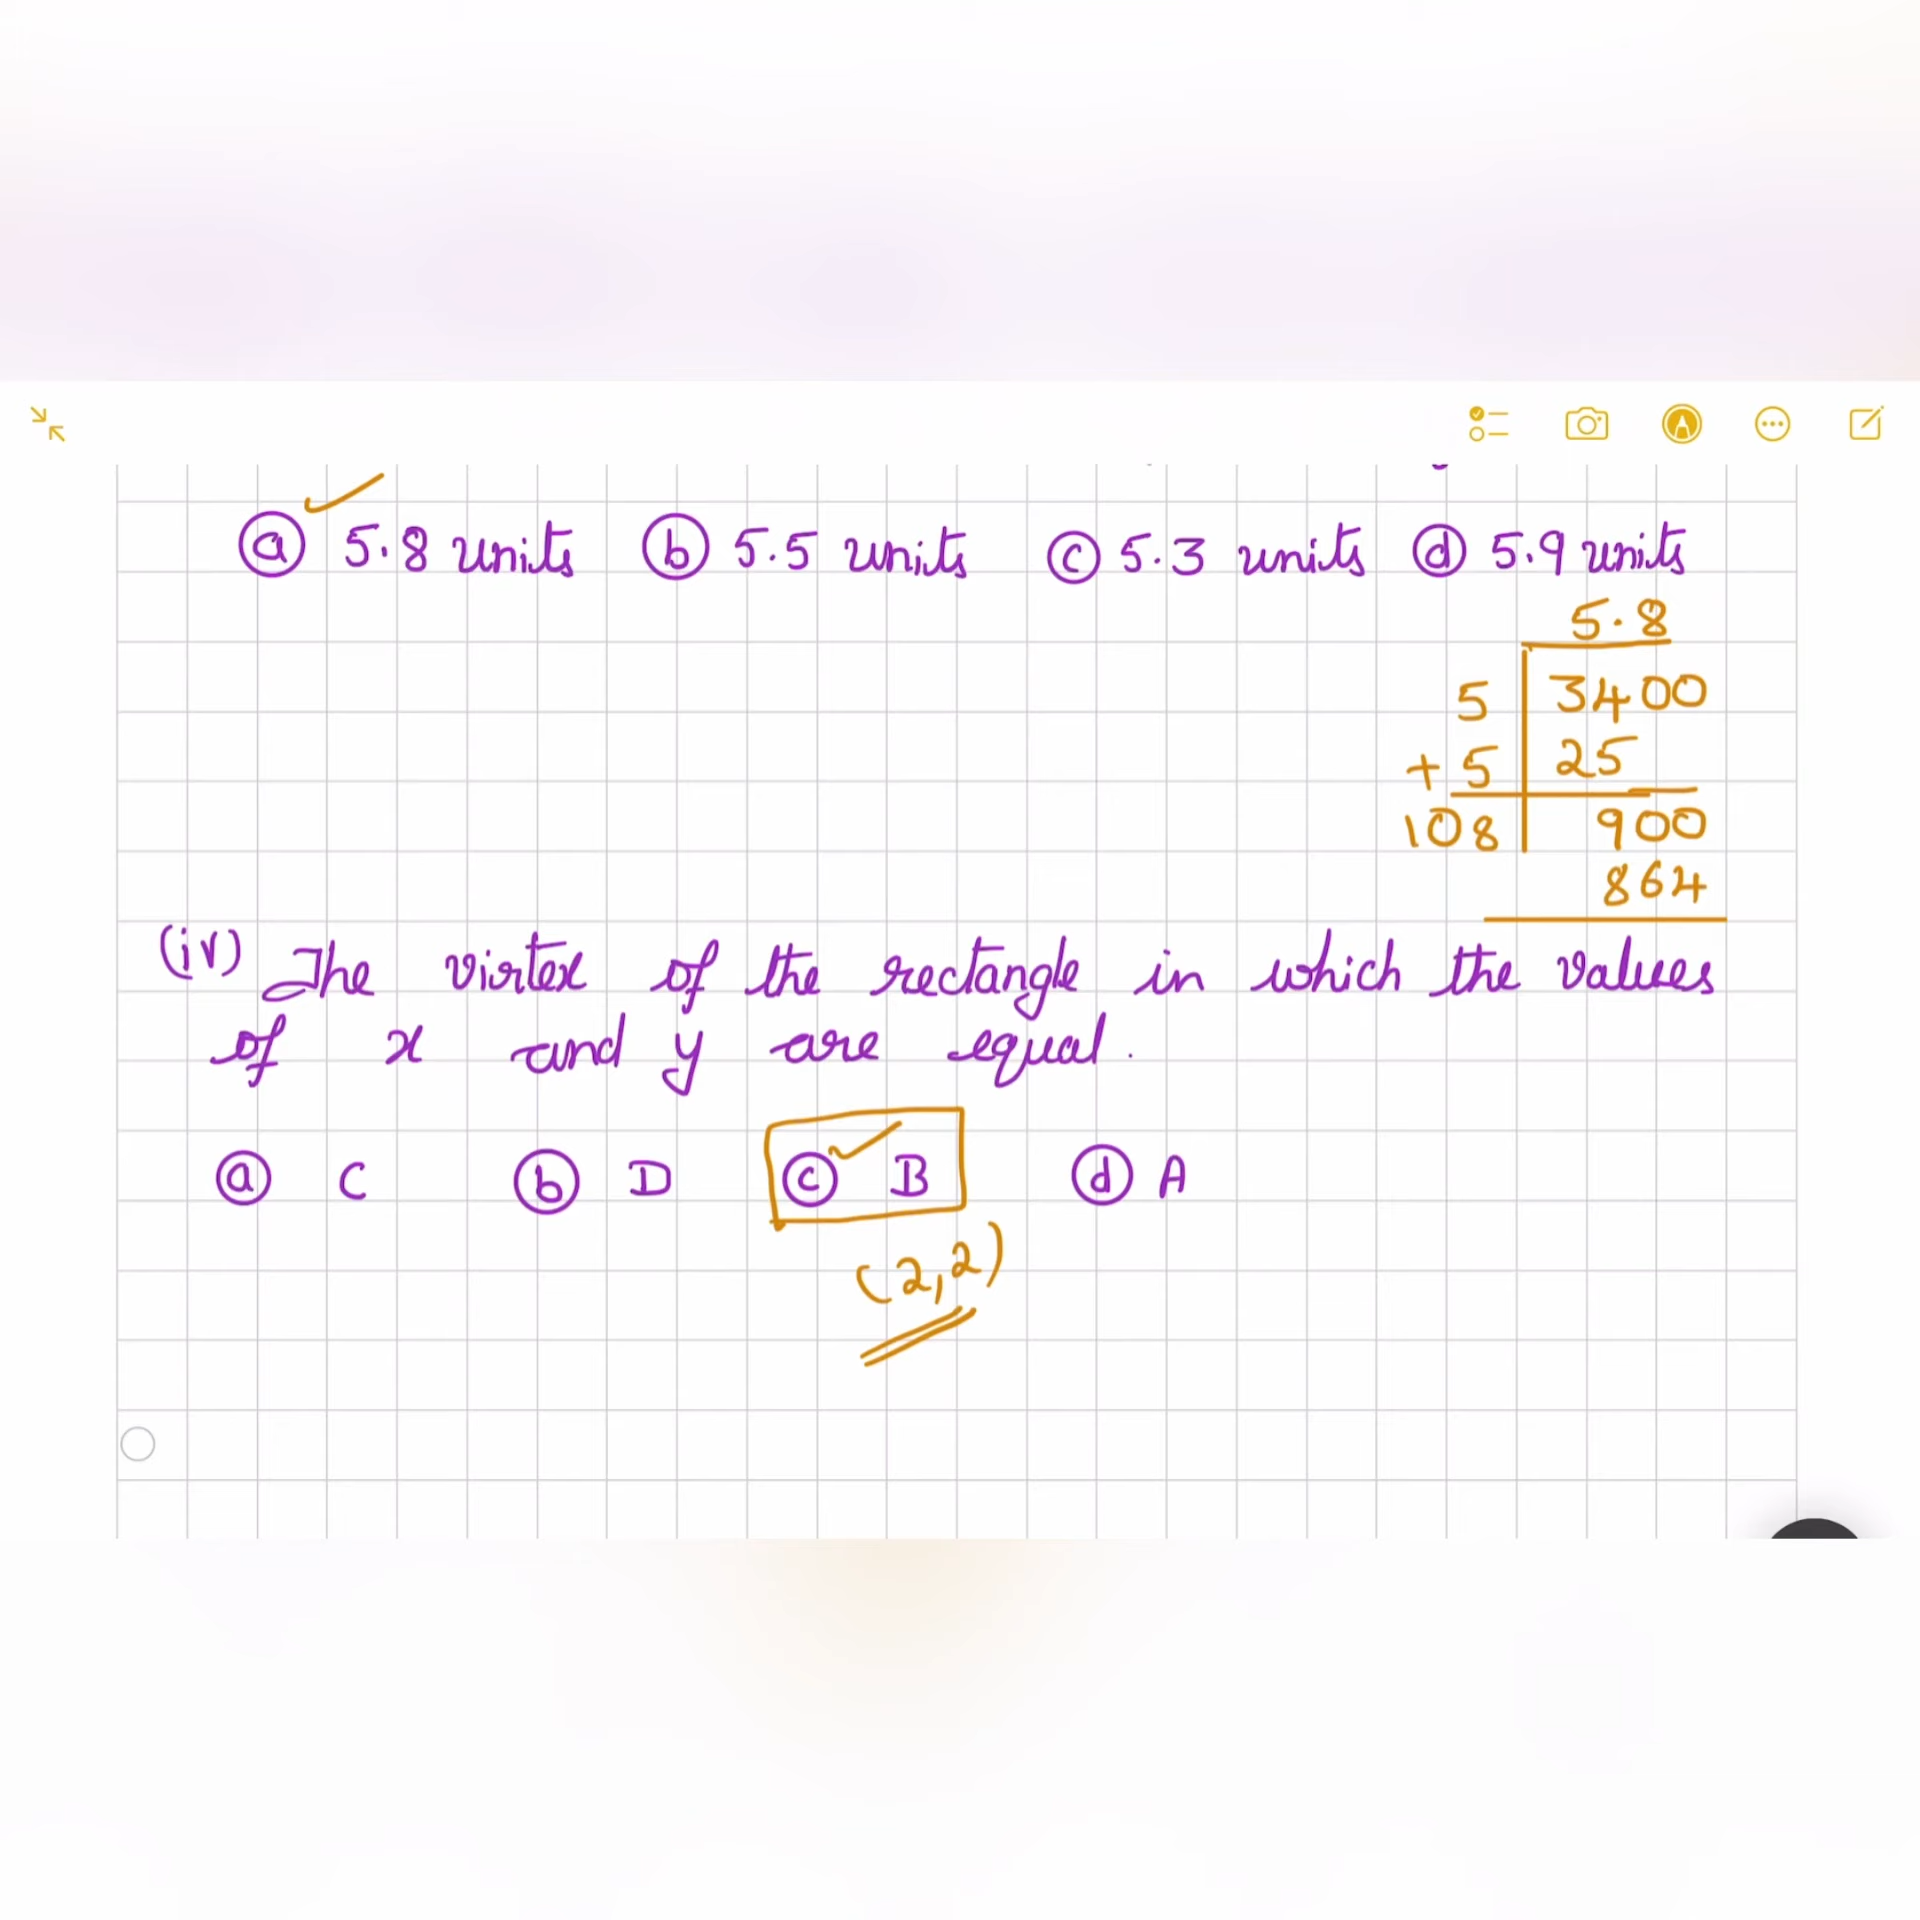 ⓐ 5.8 units ⓑ 5.5 units ⓒ 5.3 units ⓓ 5.9 units
5.8
5 3400
+ 5 25
108 900
864
(iv) The virtex of the rectangle in which the values
of x and y are equal.
ⓐ C ⓑ D ⓒ B ⓓ A
(2,2)